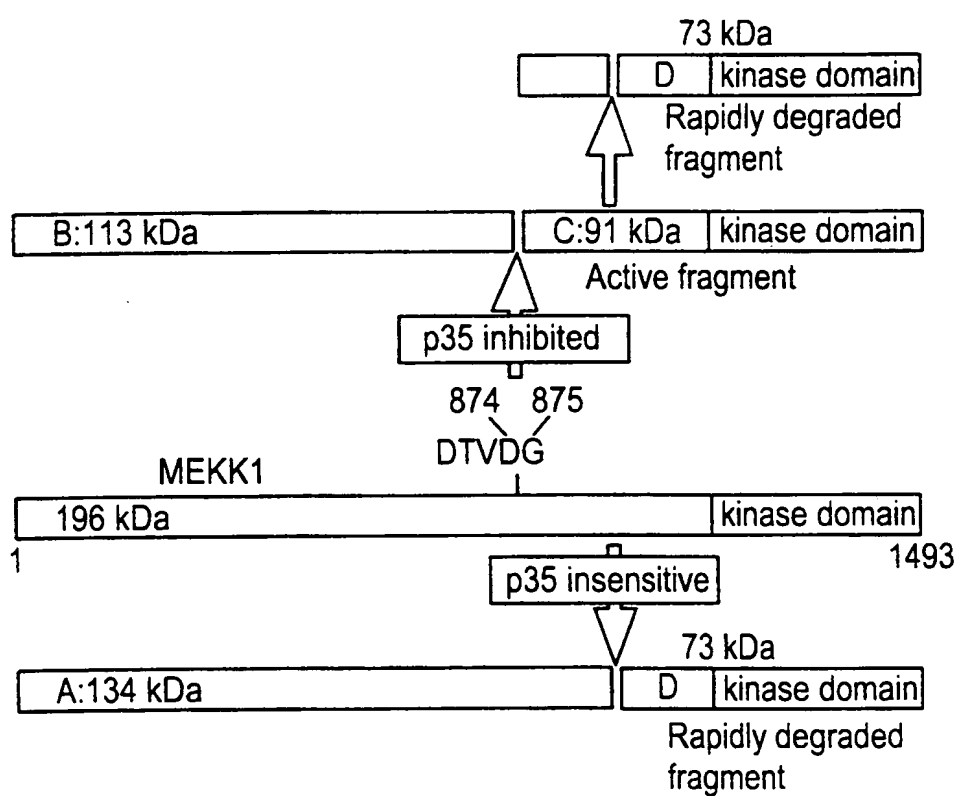 73 kDa
D kinase domain
Rapidly degraded
fragment
B:113 kDa C:91 kDa kinase domain
Active fragment
p35 inhibited
874 875
DTVDG
MEKK1
196 kDa kinase domain
1 1493
p35 insensitive
73 kDa
A:134 kDa D kinase domain
Rapidly degraded
fragment